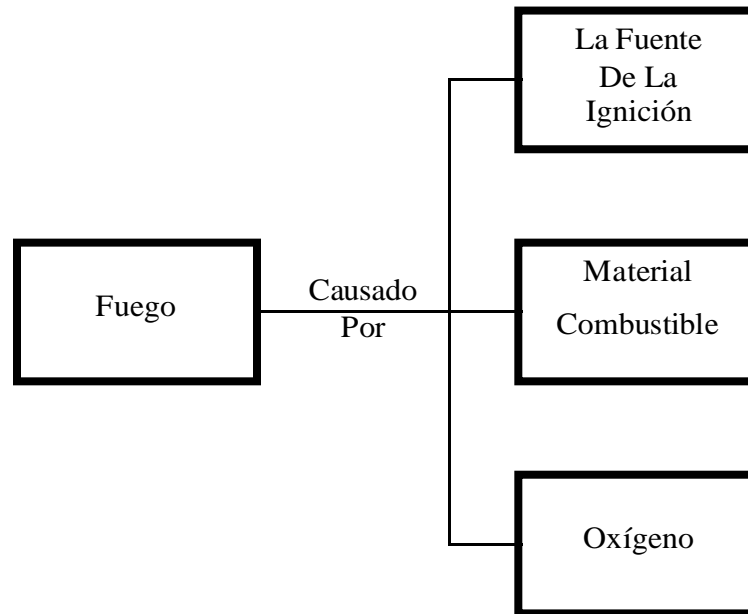 La Fuente
De La
Ignición
Fuego
Causado
Por
Material
Combustible
Oxígeno